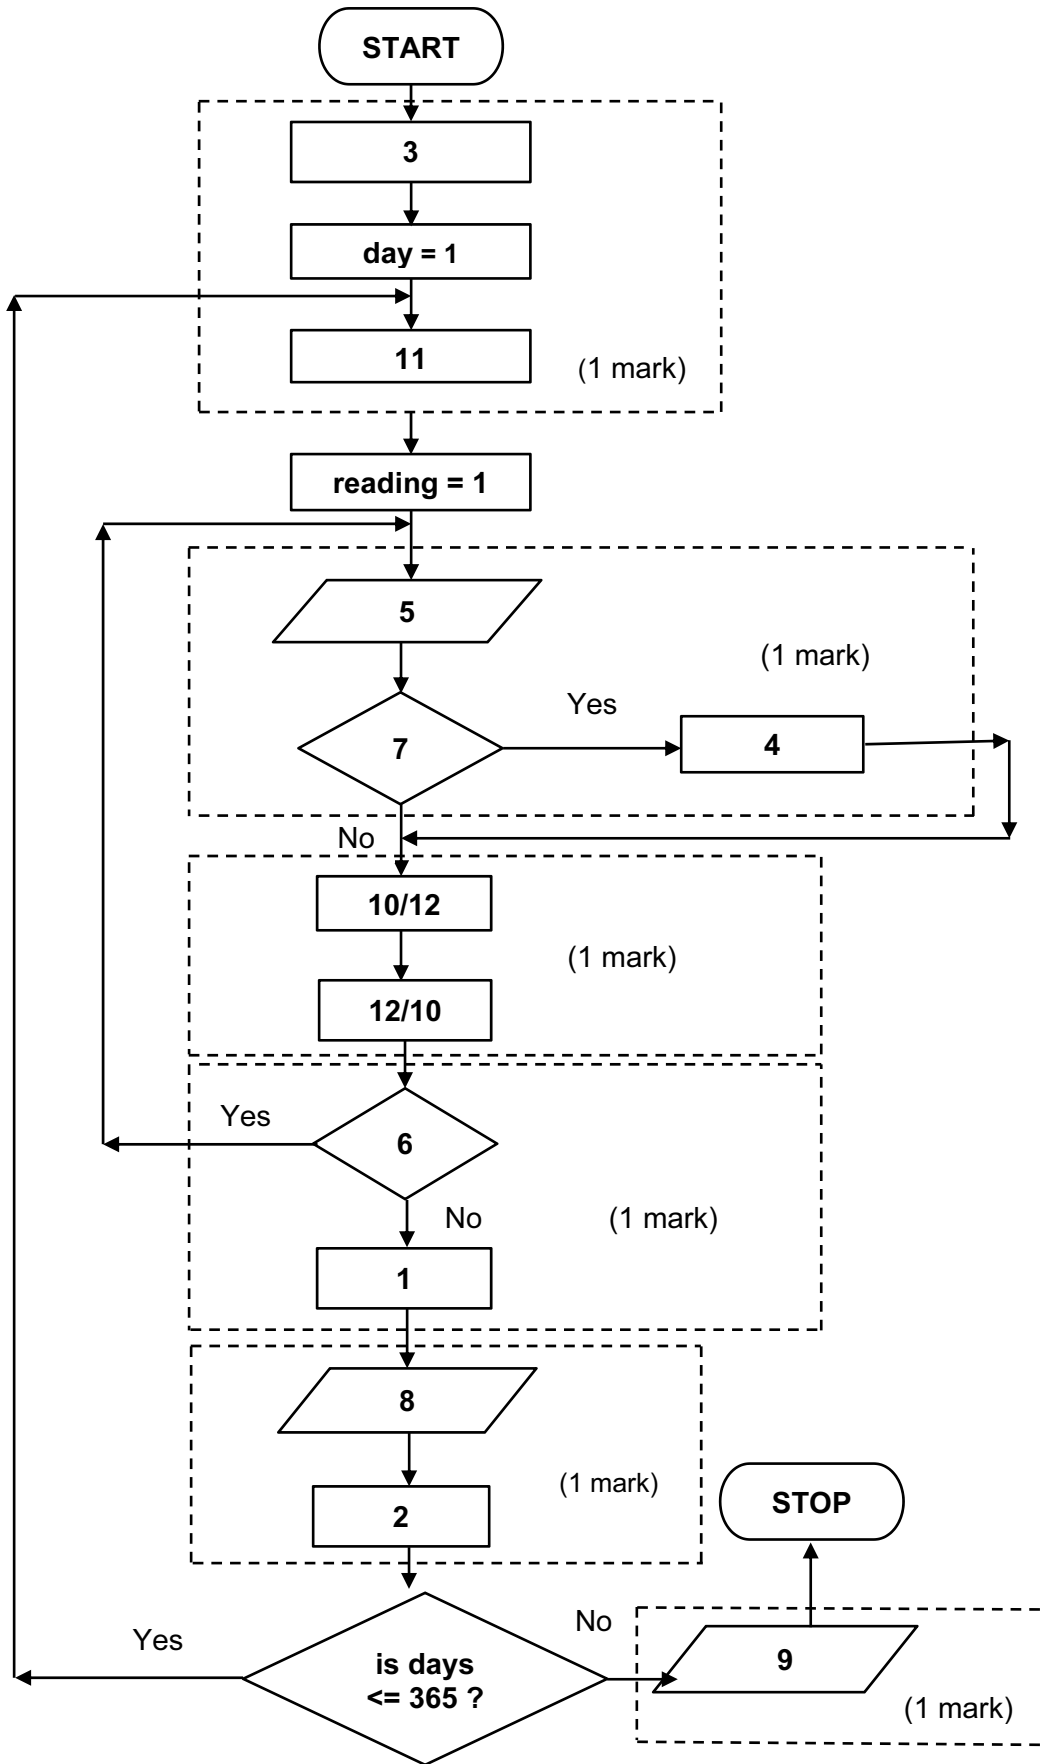 START
3
day = 1
11
(1 mark)
reading = 1
5
(1 mark)
Yes
7
4
No
10/12
(1 mark)
12/10
Yes
6
No
(1 mark)
1
8
(1 mark)
STOP
2
No
Yes
is days
<= 365 ?
9
(1 mark)